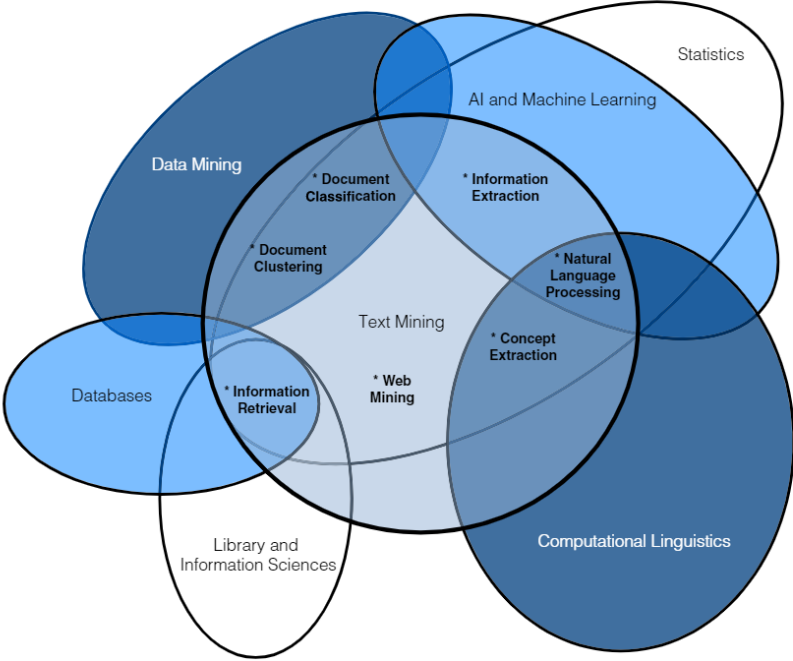 Statistics
AI and Machine Learning
Data Mining
* Document
Classification
* Information
Extraction
* Document
Clustering
* Natural
Language
Processing
Text Mining
* Concept
Extraction
* Web
Mining
Databases
* Information
Retrieval
Library and
Information Sciences
Computational Linguistics